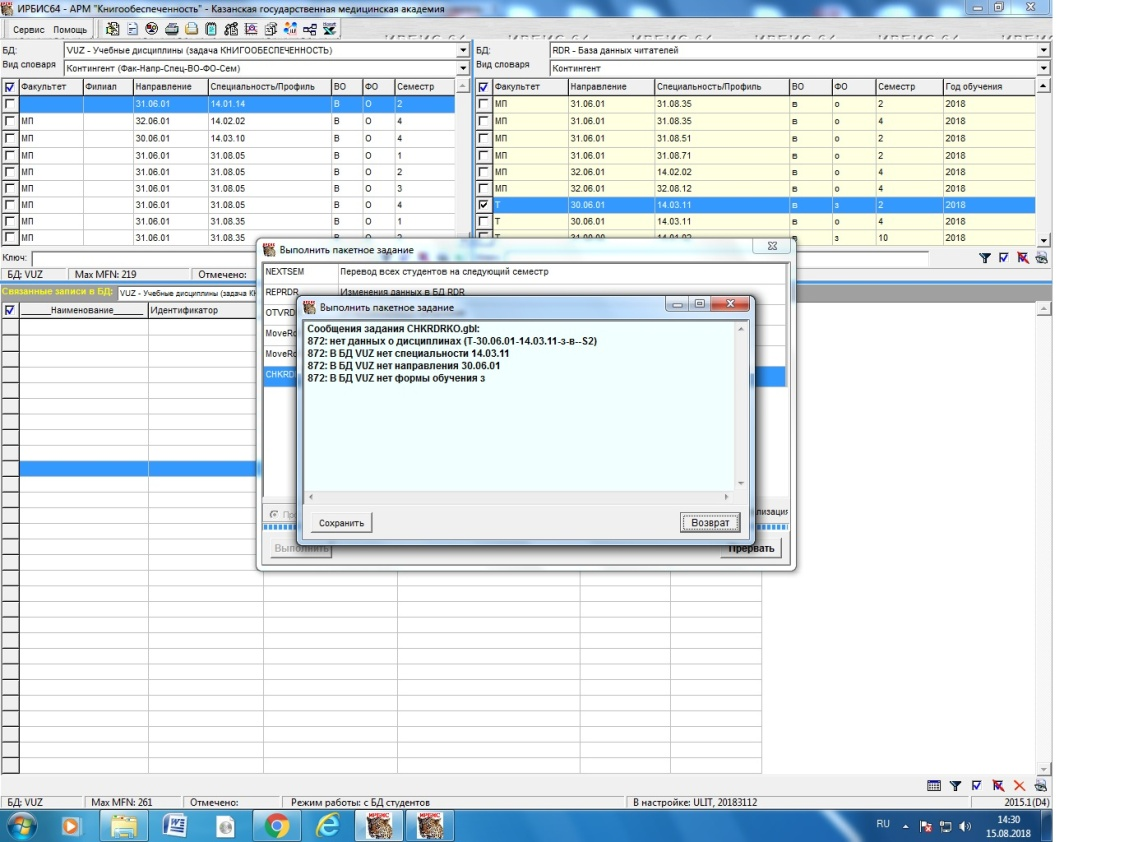 ИРБИС64 - АРМ "Книгообеспеченность" - Казанская государственная медицинская академия
Сервис Помощь
БД: VUZ - Учебные дисциплины (задача КНИГООБЕСПЕЧЕННОСТЬ)
Вид словаря Контингент (Фак-Напр-Спец-ВО-ФО-Сем)
Факультет Филиал Направление Специальность/Профиль ВО ФО Семестр
31.06.01 14.01.14 В О 2
МП 32.06.01 14.02.02 В О 4
МП 30.06.01 14.03.10 В О 4
МП 31.06.01 31.08.05 В О 1
МП 31.06.01 31.08.05 В О 2
МП 31.06.01 31.08.05 В О 3
МП 31.06.01 31.08.05 В О 4
МП 31.06.01 31.08.35 В О 1
МП 31.06.01 31.08.35 В О 2
БД: RDR - База данных читателей
Вид словаря Контингент
Факультет Направление Специальность/Профиль ВО ФО Семестр Год обучения
МП 31.06.01 31.08.35 в о 2 2018
МП 31.06.01 31.08.35 в о 4 2018
МП 31.06.01 31.08.51 в о 2 2018
МП 31.06.01 31.08.71 в о 2 2018
МП 32.06.01 14.02.02 в о 4 2018
МП 32.06.01 32.08.12 в о 4 2018
Т 30.06.01 14.03.11 в з 2 2018
Т 30.06.01 14.03.11 в о 4 2018
в з 10 2018
Ключ:
БД: VUZ Max MFN: 219 Отмечено:
Связанные записи в БД: VUZ - Учебные дисциплины (задача К
_____Наименование______ Идентификатор
Выполнить пакетное задание
NEXTSEM Перевод всех студентов на следующий семестр
REPRDR Изменения данных в БД RDR
OTVRD
MoveRd
MoveRd
CHKRD
Выполнить пакетное задание
Сообщения задания CHKRDRKO.gbl:
872: нет данных о дисциплинах (Т-30.06.01-14.03.11-з-в--S2)
872: В БД VUZ нет специальности 14.03.11
872: В БД VUZ нет направления 30.06.01
872: В БД VUZ нет формы обучения з
Сохранить Возврат
лизация
Выполнить Прервать
БД: VUZ Max MFN: 261 Отмечено: Режим работы: с БД студентов В настройке: ULIT, 20183112 2015.1(D4)
RU 14:30
15.08.2018